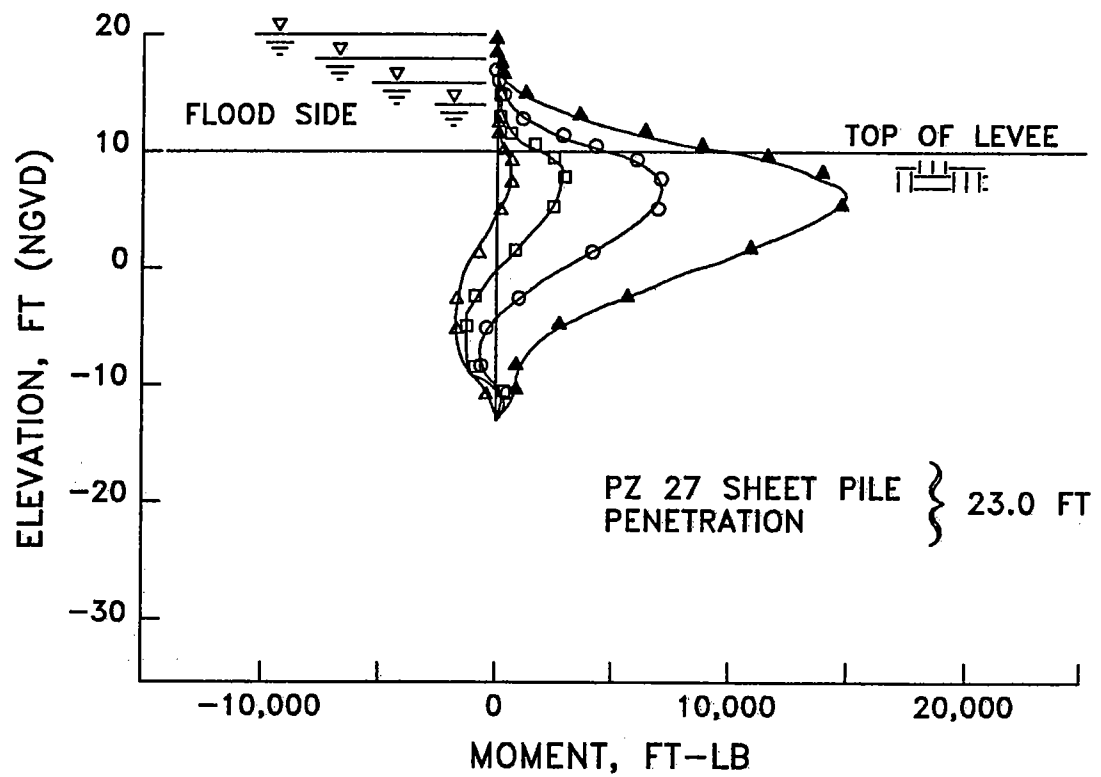 20
10
0
-10
-20
-30
ELEVATION, FT (NGVD)
FLOOD SIDE
TOP OF LEVEE
PZ 27 SHEET PILE
PENETRATION
23.0 FT
-10,000
0
10,000
20,000
MOMENT, FT-LB